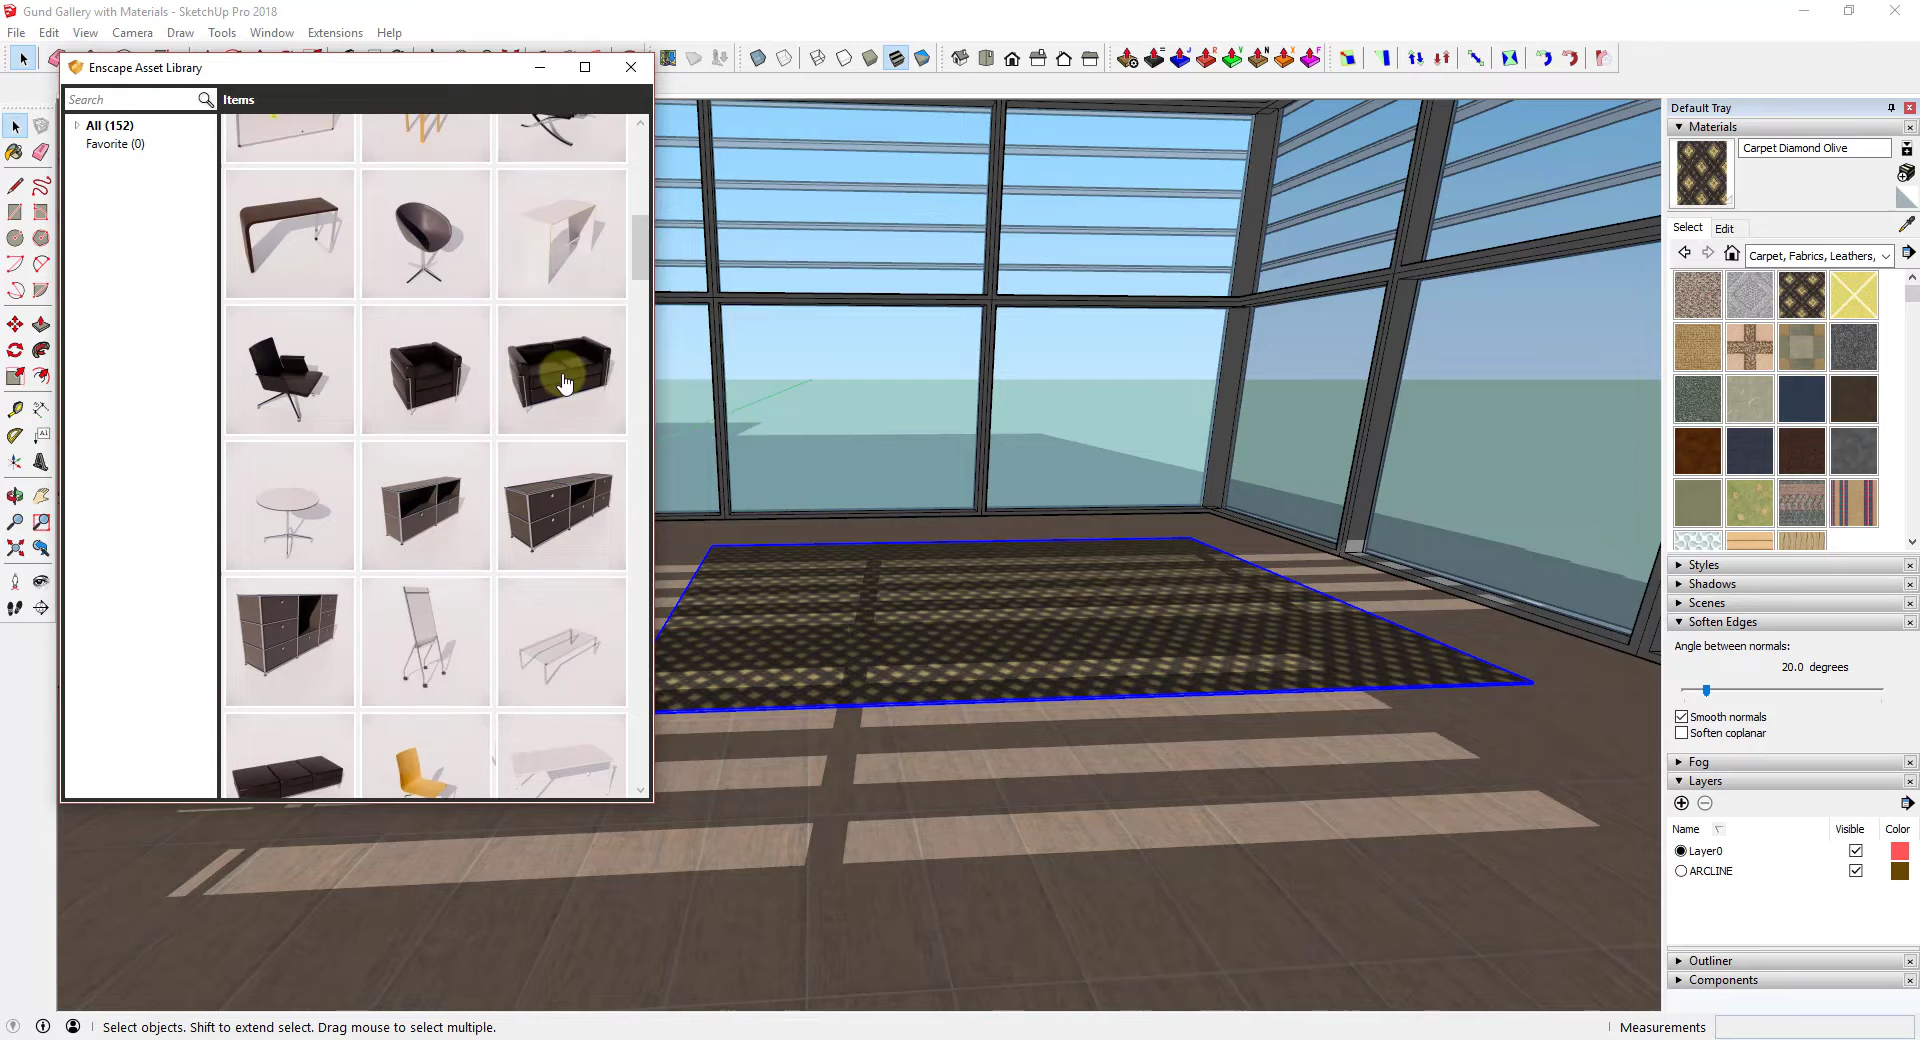 Gund Gallery with Materials - SketchUp Pro 2018
File Edit View Camera Draw Tools Window Extensions Help
Enscape Asset Library
Search
Items
All (152)
Favorite (0)
Default Tray
Materials
Carpet Diamond Olive
Select Edit
Carpet, Fabrics, Leathers,
Styles
Shadows
Scenes
Soften Edges
Angle between normals:
20.0 degrees
Smooth normals
Soften coplanar
Fog
Layers
Name Visible Color
Layer0
ARCLINE
Outliner
Components
Select objects. Shift to extend select. Drag mouse to select multiple.
Measurements